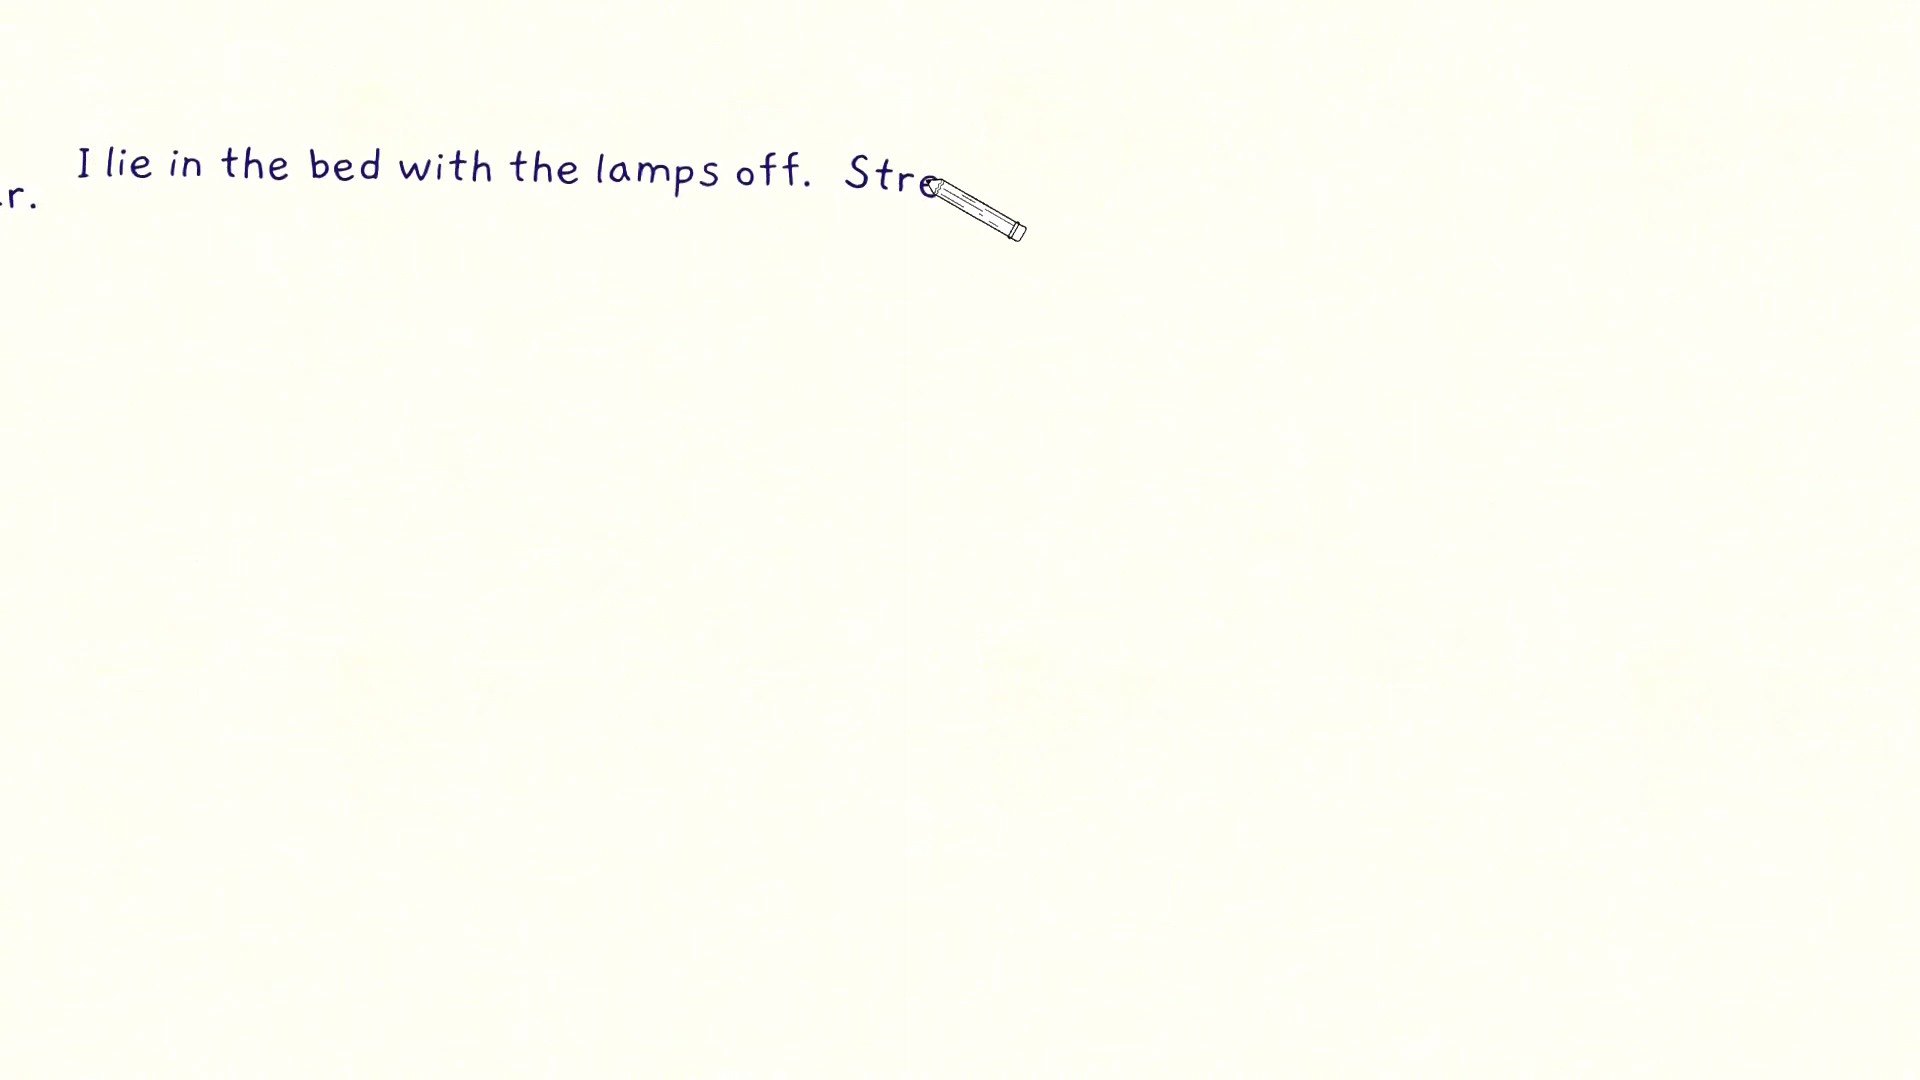 r. I lie in the bed with the lamps off. Stre